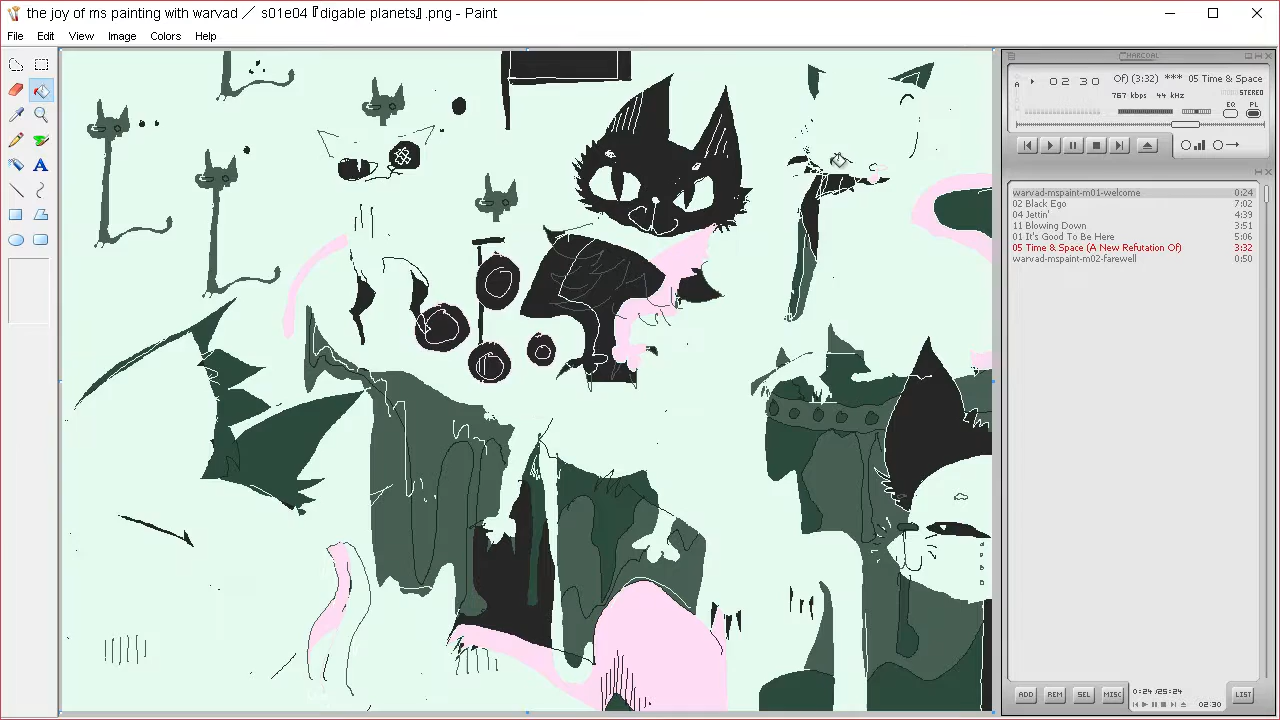 the joy of ms painting with warvad ／ s01e04『digable planets』png - Paint
File Edit View Image Colors Help
CHARCOAL
02 30 Of) (3:32) *** 05 Time & Space
767 kbps 44 kHz STEREO
EQ PL
warvad-mspaint-m01-welcome 0:24
02 Black Ego 7:02
04 Jettin' 4:39
11 Blowing Down 3:51
01 It's Good To Be Here 5:06
05 Time & Space (A New Refutation Of) 3:32
warvad-mspaint-m02-farewell 0:50
ADD REM SEL MISC 0:24/25:24 02:30 LIST